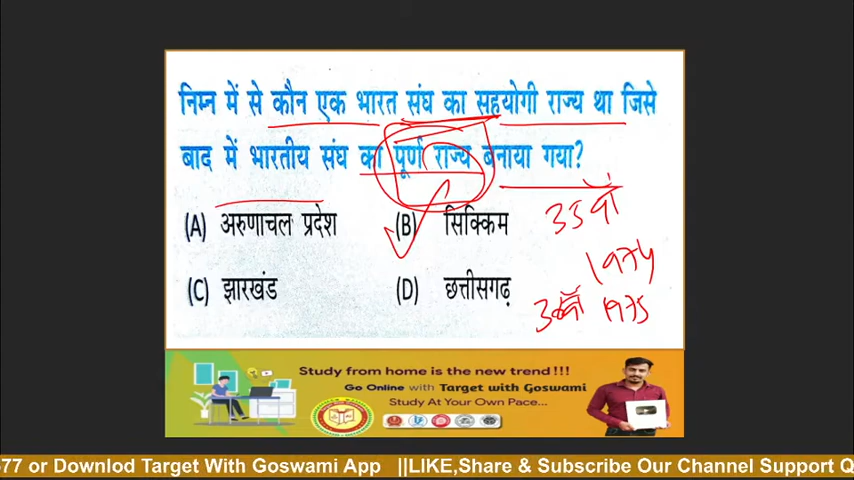 निम्न में से कौन एक भारत संघ का सहयोगी राज्य था जिसे
बाद में भारतीय संघ का पूर्ण राज्य बनाया गया?
(A) अरुणाचल प्रदेश (B) सिक्किम
35वाँ
1974
(C) झारखंड (D) छत्तीसगढ़
1975
Study from home is the new trend !!!
Go Online with Target with Goswami
Study At Your Own Pace...
577 or Downlod Target With Goswami App ||LIKE,Share & Subscribe Our Channel Support